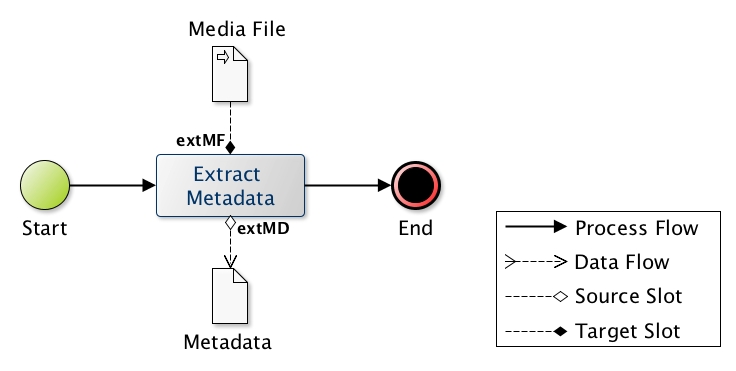 Media File
extMF
Extract
Metadata
Start
End
extMD
Metadata
Process Flow
Data Flow
Source Slot
Target Slot